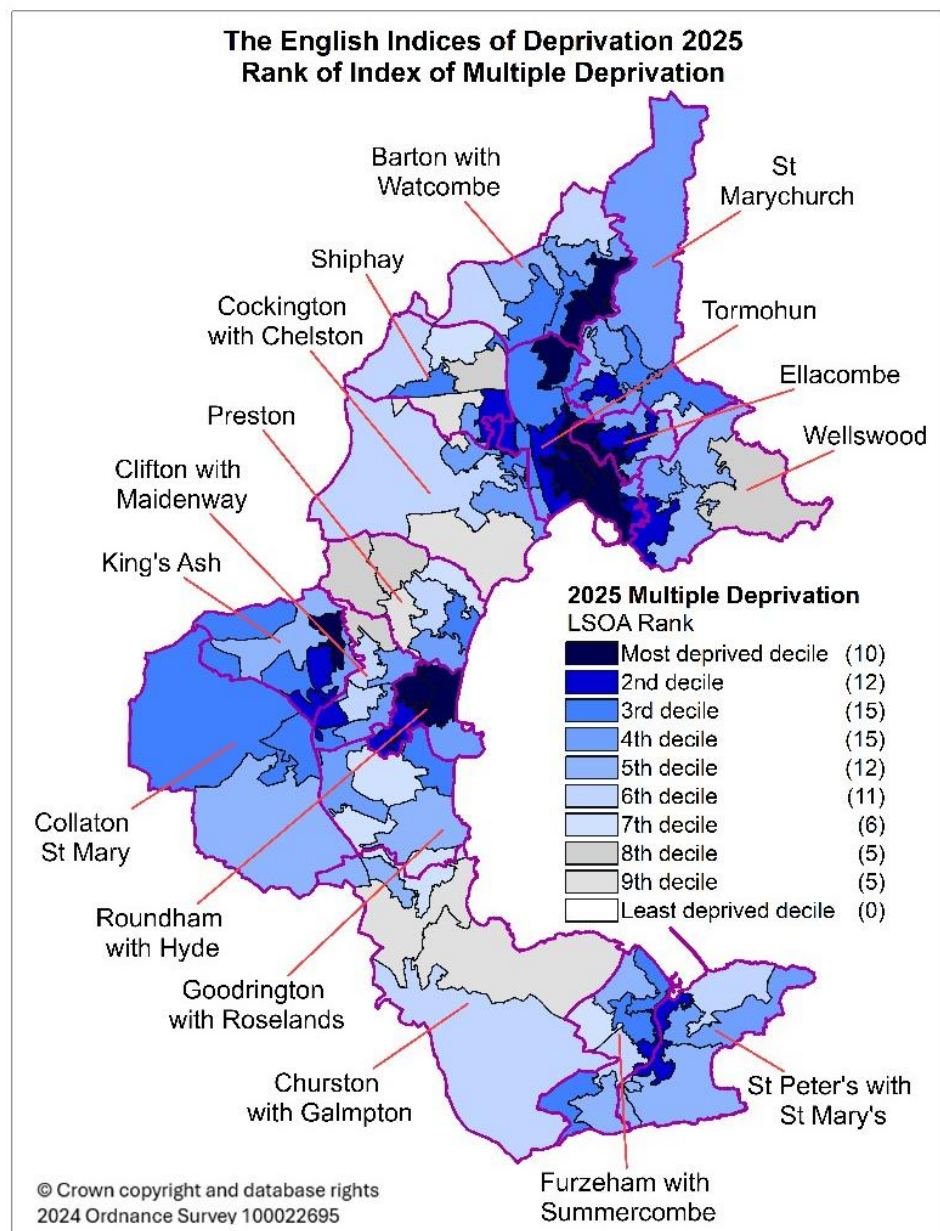 The English Indices of Deprivation 2025
Rank of Index of Multiple Deprivation
Barton with
Watcombe
St
Marychurch
Shiphay
Cockington
with Chelston
Tormohun
Ellacombe
Preston
Wellswood
Clifton with
Maidenway
King's Ash
2025 Multiple Deprivation
LSOA Rank
Most deprived decile (10)
2nd decile (12)
3rd decile (15)
4th decile (15)
5th decile (12)
6th decile (11)
7th decile (6)
8th decile (5)
9th decile (5)
Least deprived decile (0)
Collaton
St Mary
Roundham
with Hyde
Goodrington
with Roselands
Churston
with Galmpton
St Peter's with
St Mary's
Furzeham with
Summercombe
© Crown copyright and database rights
2024 Ordnance Survey 100022695